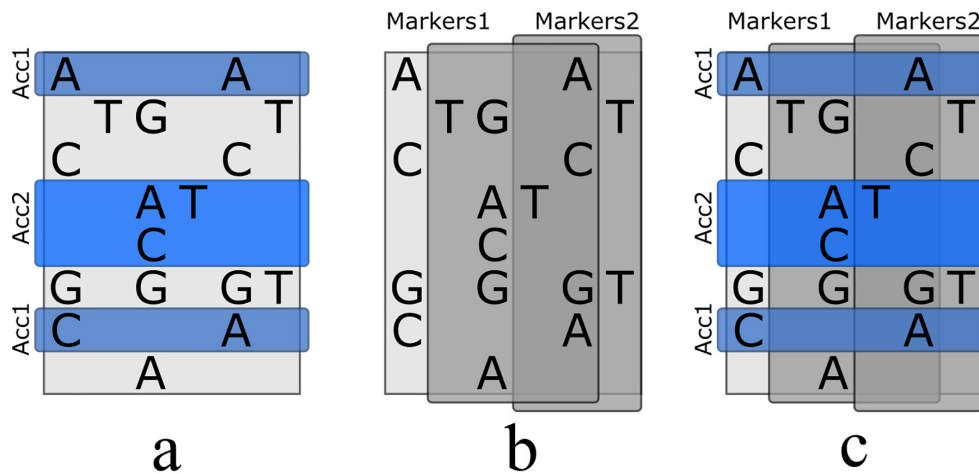 Markers1 Markers2 Markers1 Markers2
Acc1 A A A A Acc1 A A
T G T T G T T G T
C C C C C C
Acc2 A T A T Acc2 A T
C C C
G G G T G G G T G G G T
Acc1 C A C A Acc1 C A
A A A
a b c